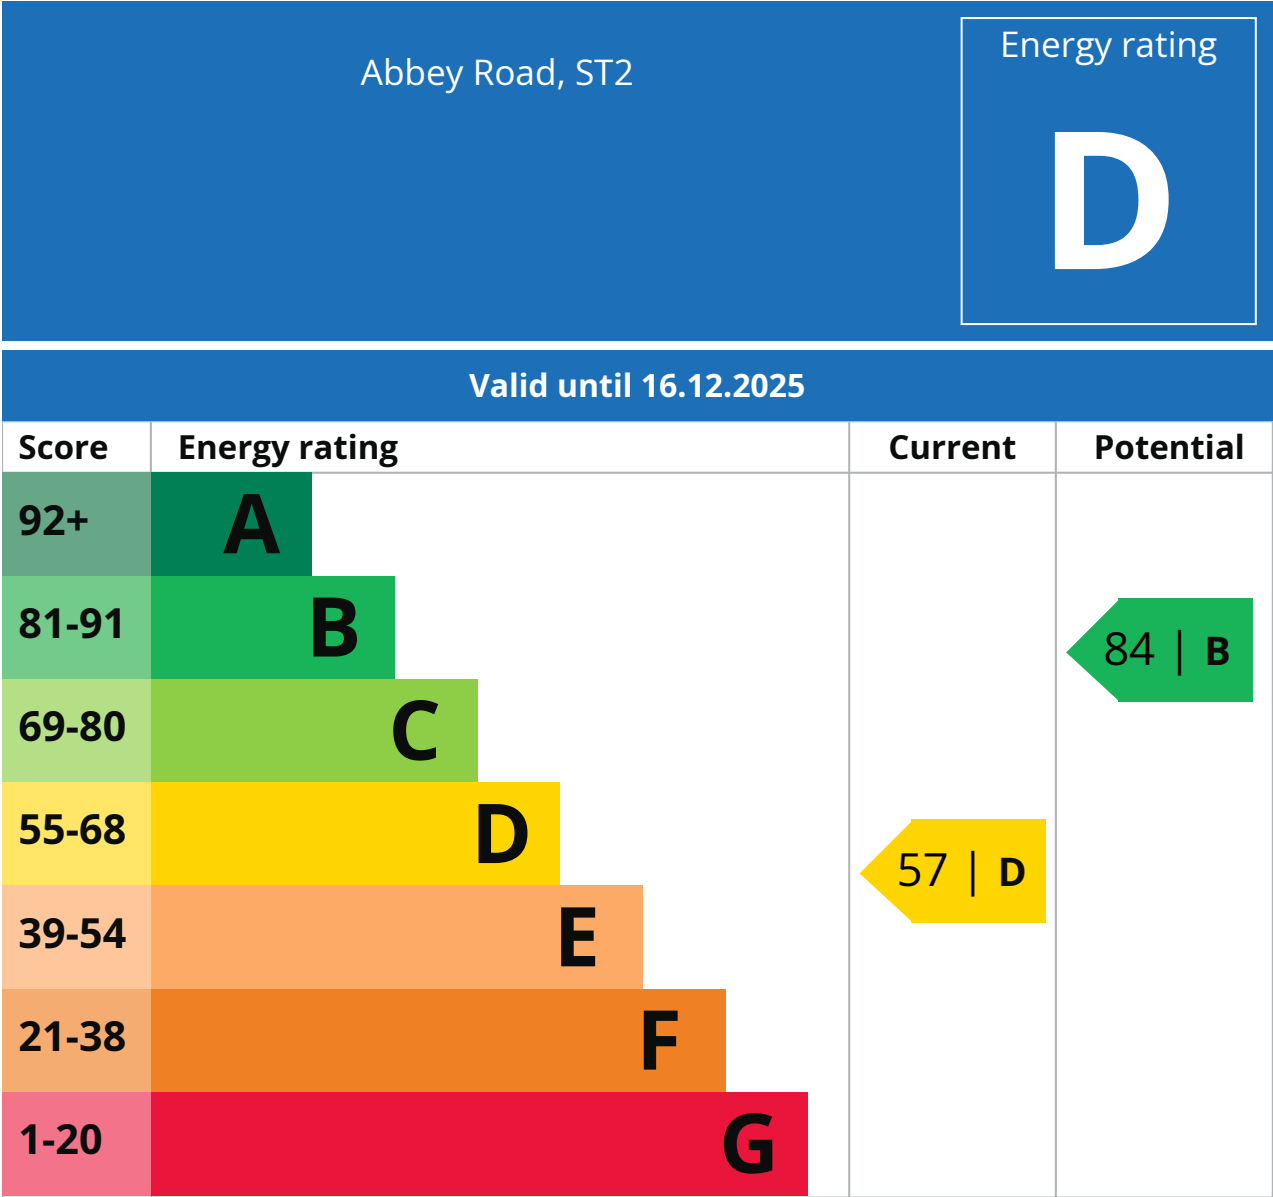 Abbey Road, ST2
Energy rating
D
Valid until 16.12.2025
Score Energy rating Current Potential
92+ A
81-91 B
84 | B
69-80 C
55-68 D
57 | D
39-54 E
21-38 F
1-20 G